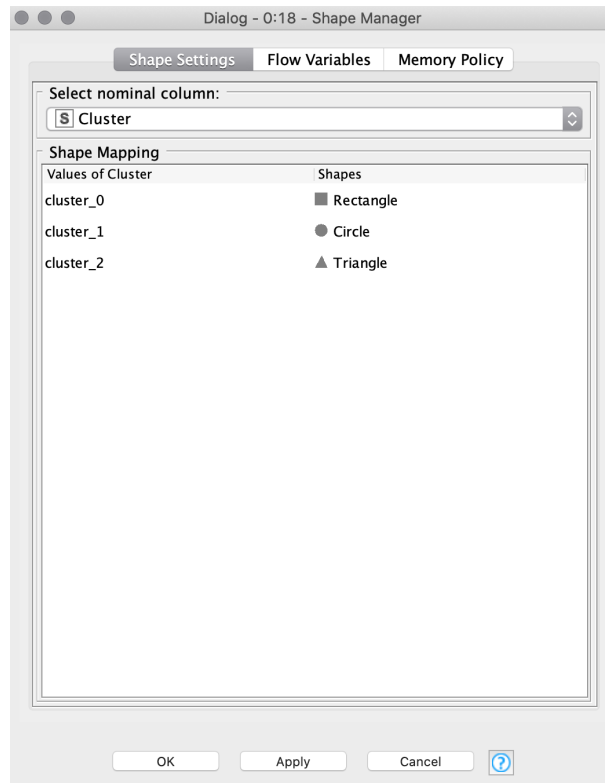 Dialog - 0:18 - Shape Manager
Shape Settings Flow Variables Memory Policy
Select nominal column:
S Cluster
Shape Mapping
Values of Cluster Shapes
cluster_0 Rectangle
cluster_1 Circle
cluster_2 Triangle
OK Apply Cancel ?